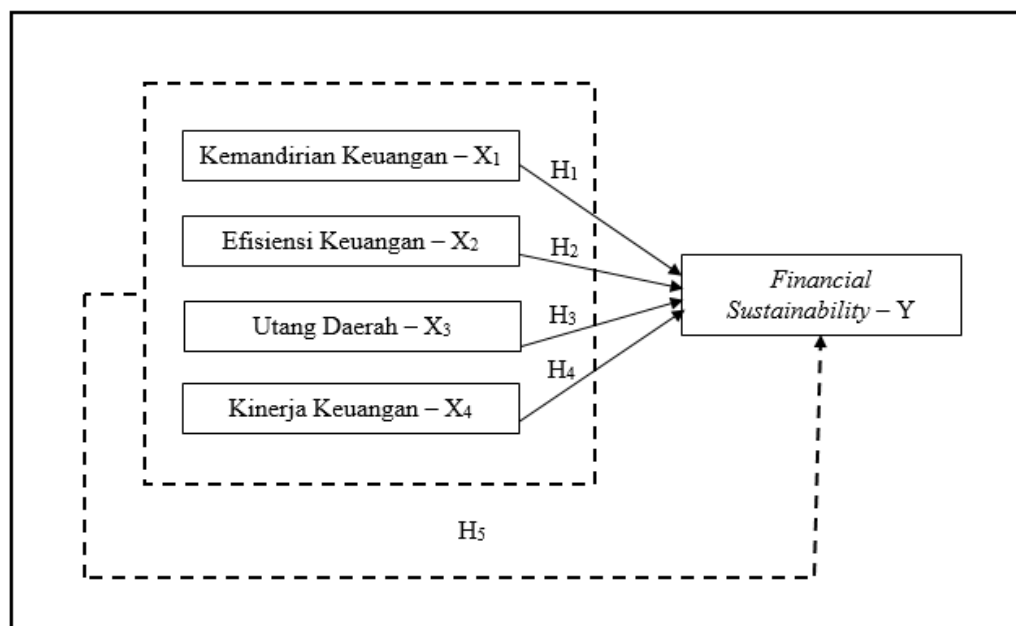 Kemandirian Keuangan – X₁
H₁
Efisiensi Keuangan – X₂
H₂
Financial
Sustainability – Y
Utang Daerah – X₃
H₃
H₄
Kinerja Keuangan – X₄
H₅